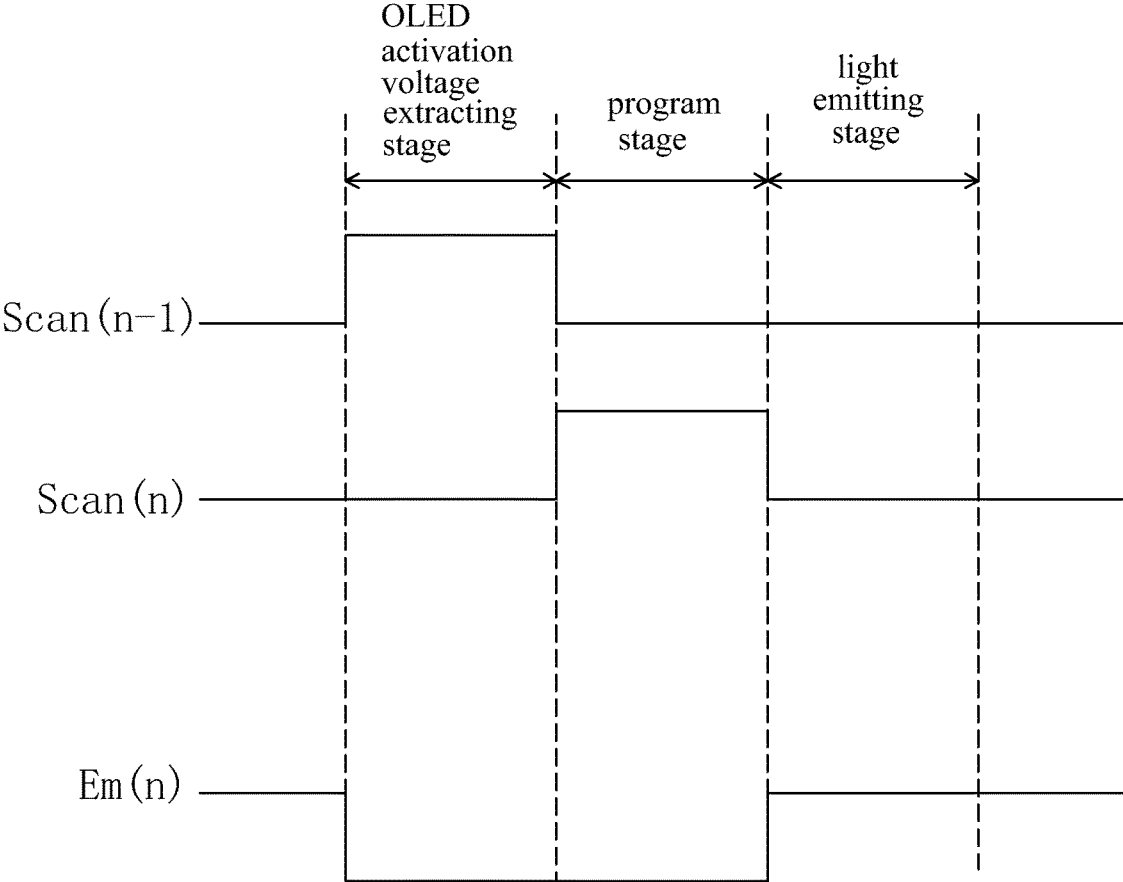 OLED
activation
voltage
extracting
stage
program
stage
light
emitting
stage
Scan(n-1)
Scan(n)
Em(n)